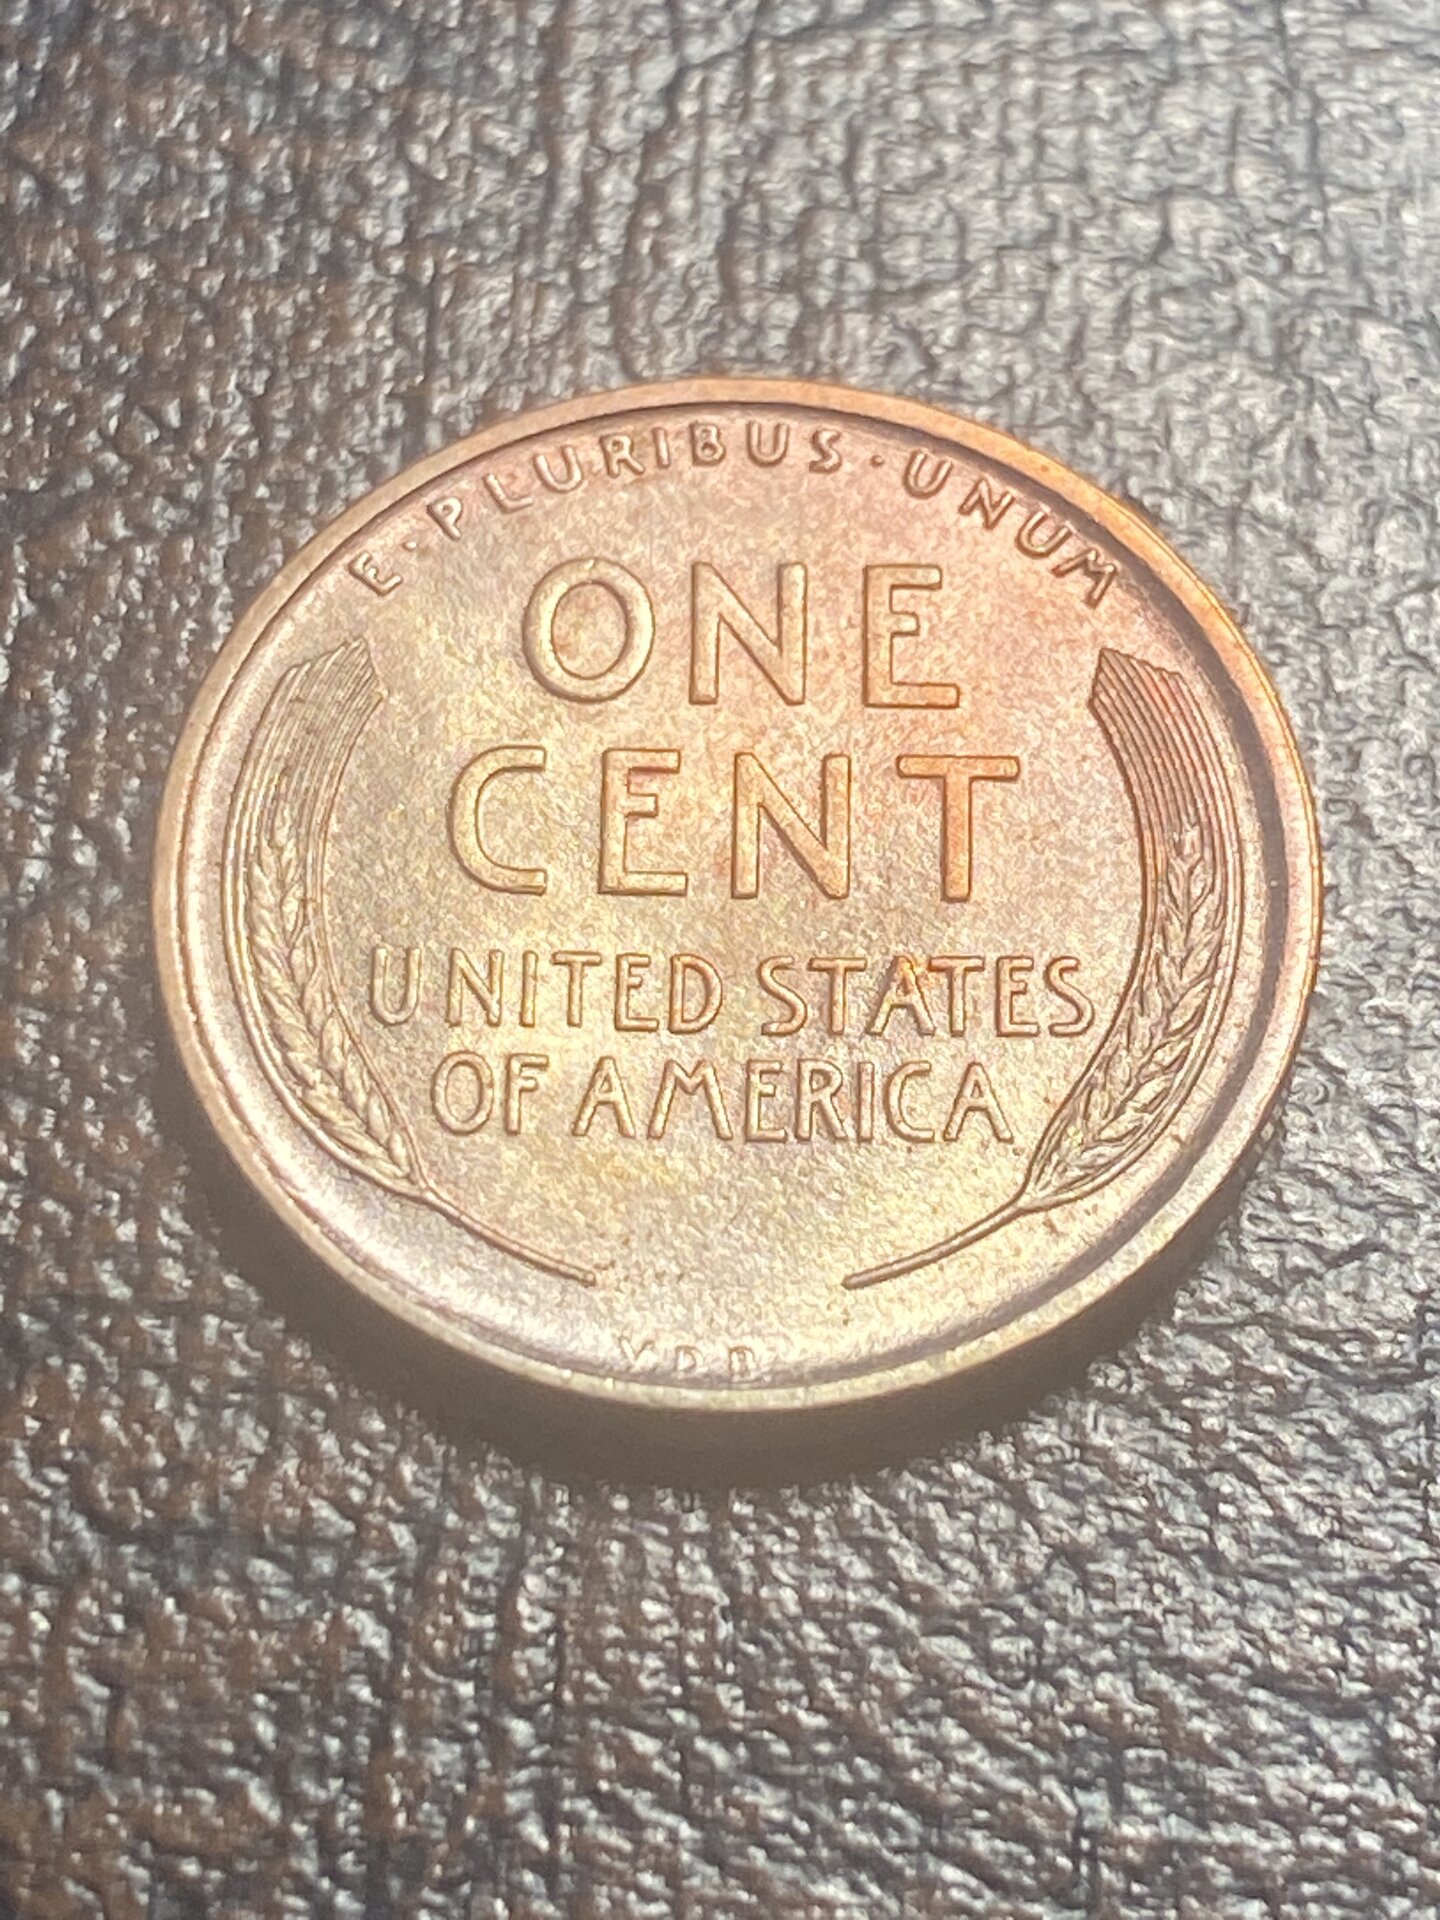 E·PLURIBUS·UNUM
ONE
CENT
UNITED STATES
OF AMERICA
VDB